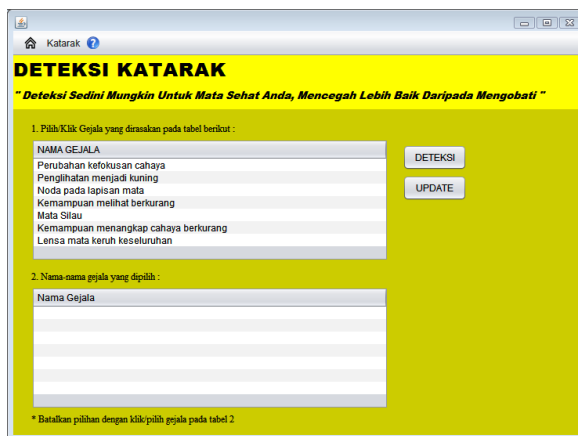 Katarak ?
DETEKSI KATARAK
" Deteksi Sedini Mungkin Untuk Mata Sehat Anda, Mencegah Lebih Baik Daripada Mengobati "
1. Pilih/Klik Gejala yang dirasakan pada tabel berikut :
NAMA GEJALA
Perubahan kefokusan cahaya
Penglihatan menjadi kuning
Noda pada lapisan mata
Kemampuan melihat berkurang
Mata Silau
Kemampuan menangkap cahaya berkurang
Lensa mata keruh keseluruhan
DETEKSI
UPDATE
2. Nama-nama gejala yang dipilih :
Nama Gejala
* Batalkan pilihan dengan klik/pilih gejala pada tabel 2